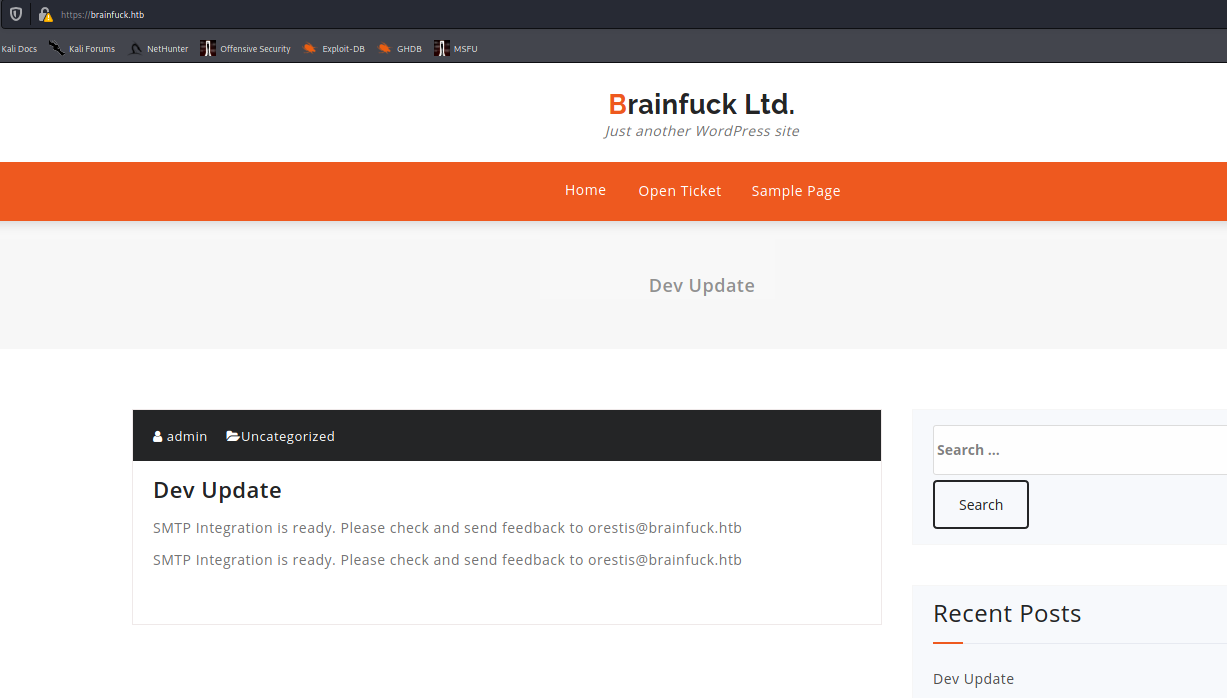 https://brainfuck.htb
Kali Docs Kali Forums NetHunter Offensive Security Exploit-DB GHDB MSFU
Brainfuck Ltd.
Just another WordPress site
Home Open Ticket Sample Page
Dev Update
admin Uncategorized
Dev Update
SMTP Integration is ready. Please check and send feedback to orestis@brainfuck.htb
SMTP Integration is ready. Please check and send feedback to orestis@brainfuck.htb
Search ...
Search
Recent Posts
Dev Update